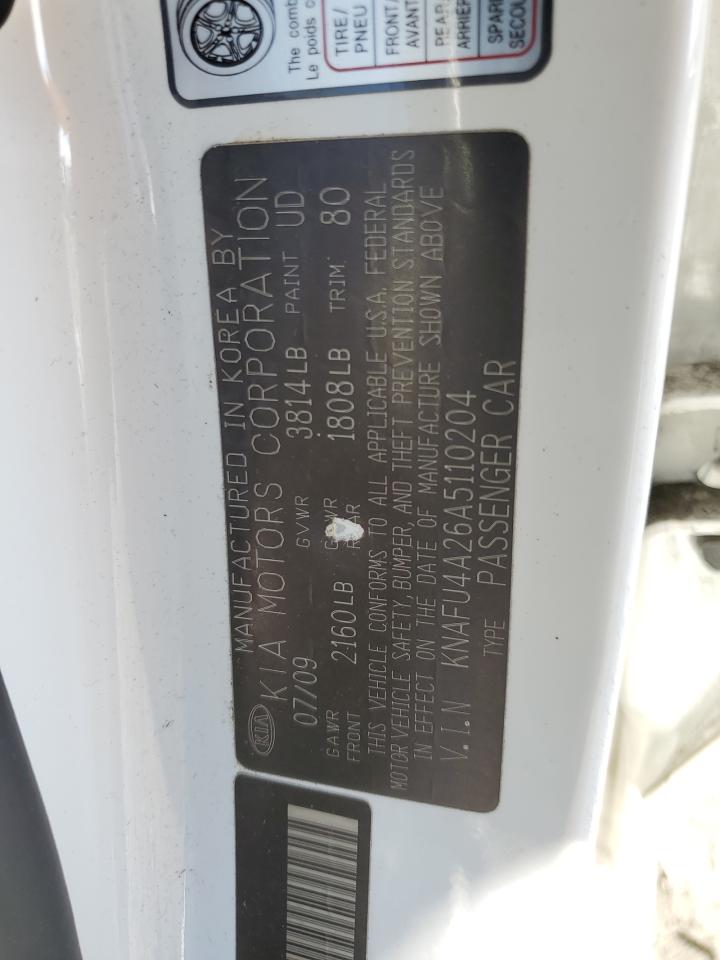 The comb
Le poids c
TIRE/
PNEU
FRONT/
AVANT
REAR
ARRIÈR
SPARE
SECOU
MANUFACTURED IN KOREA BY
KIA KIA MOTORS CORPORATION
07/09 GVWR 3814LB PAINT UD
GAWR FRONT 2160LB GAWR REAR 1808LB TRIM: 80
THIS VEHICLE CONFORMS TO ALL APPLICABLE U.S.A. FEDERAL
MOTOR VEHICLE SAFETY, BUMPER, AND THEFT PREVENTION STANDARDS
IN EFFECT ON THE DATE OF MANUFACTURE SHOWN ABOVE
V.I.N KNAFU4A26A5110204
TYPE PASSENGER CAR